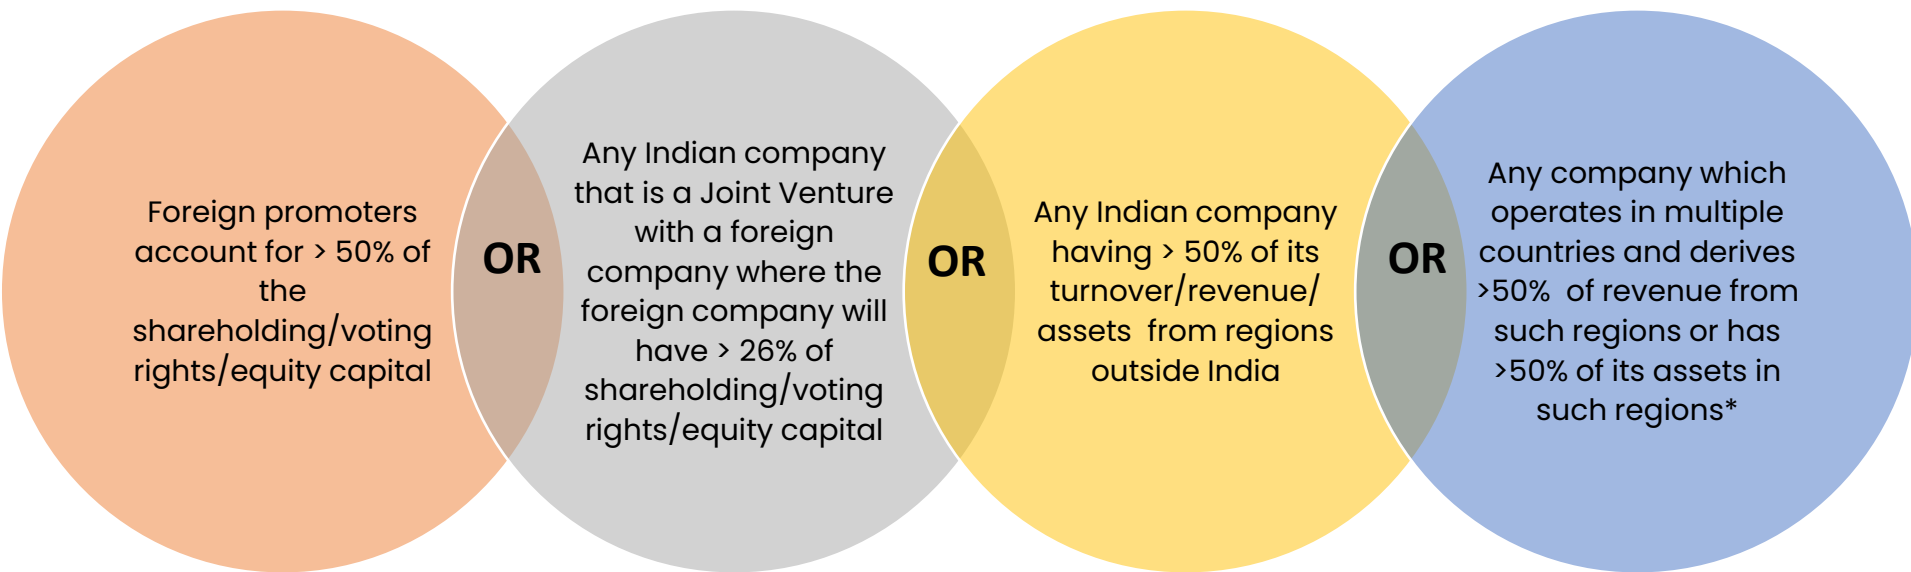 Foreign promoters
account for > 50% of
the
shareholding/voting
rights/equity capital
OR
Any Indian company
that is a Joint Venture
with a foreign
company where the
foreign company will
have > 26% of
shareholding/voting
rights/equity capital
OR
Any Indian company
having > 50% of its
turnover/revenue/
assets from regions
outside India
OR
Any company which
operates in multiple
countries and derives
>50% of revenue from
such regions or has
>50% of its assets in
such regions*